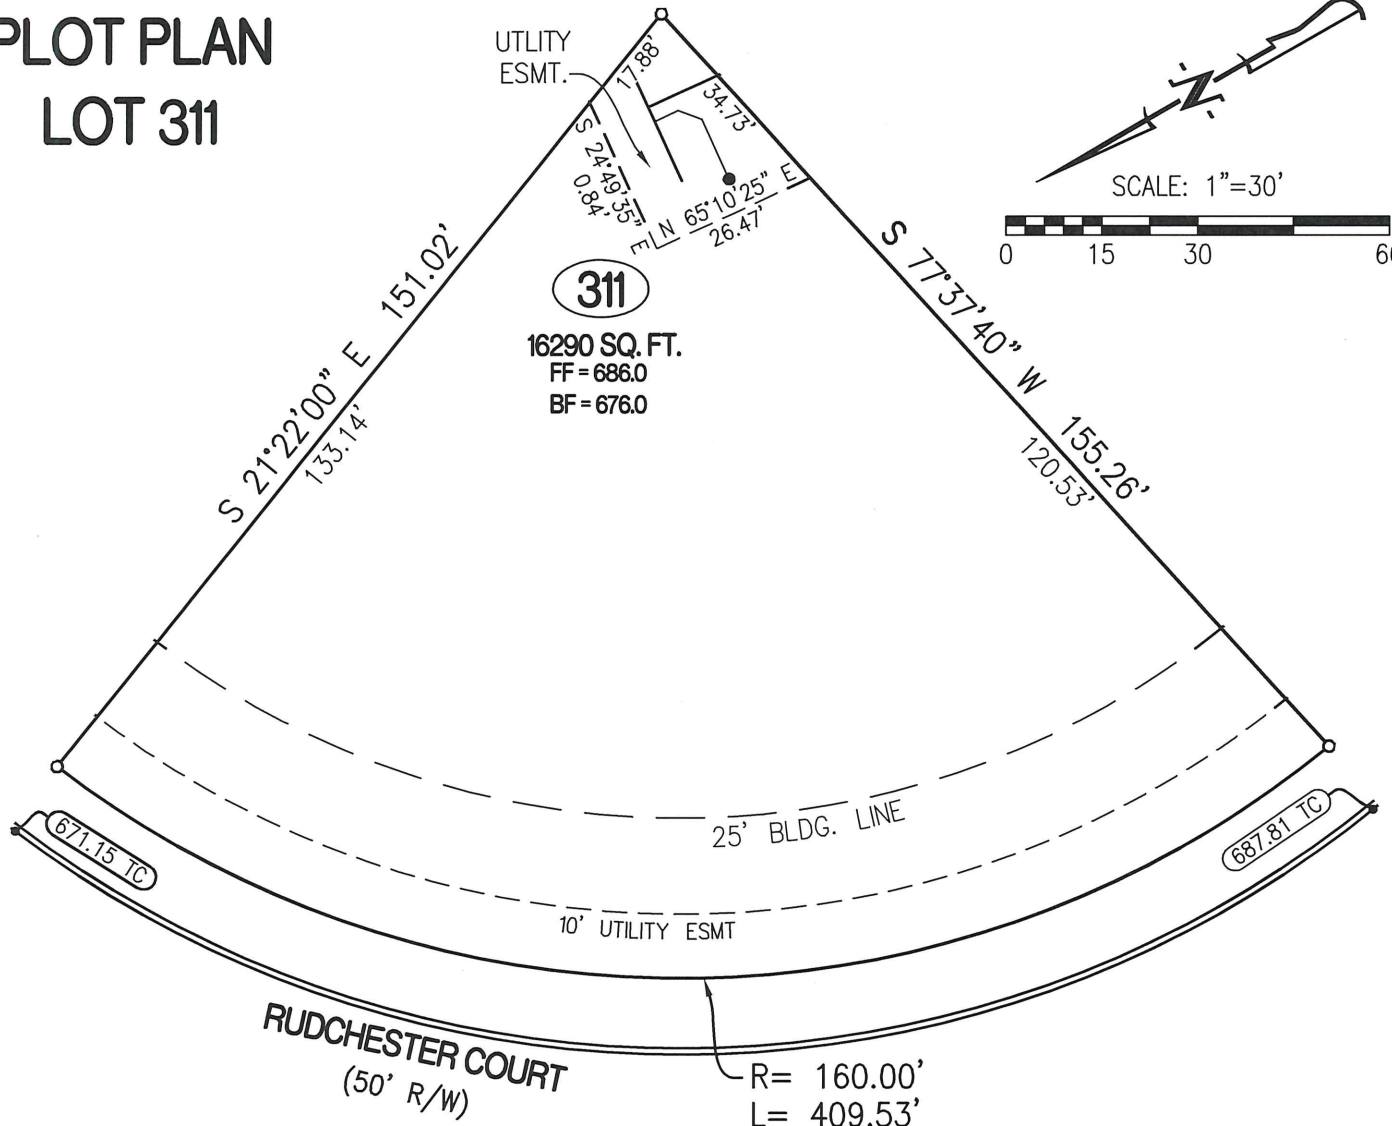 PLOT PLAN
LOT 311
UTLITY
ESMT.
17.88'
34.73'
S 24°49'35"
0.84'
E
N 65°10'25" E
26.47'
N
SCALE: 1"=30'
0 15 30 60
311
16290 SQ. FT.
FF = 686.0
BF = 676.0
S 21°22'00" E 151.02'
133.14'
S 77°37'40" W 155.26'
120.53'
25' BLDG. LINE
10' UTILITY ESMT
671.15 TC
687.81 TC
RUDCHESTER COURT
(50' R/W)
R= 160.00'
L= 409.53'